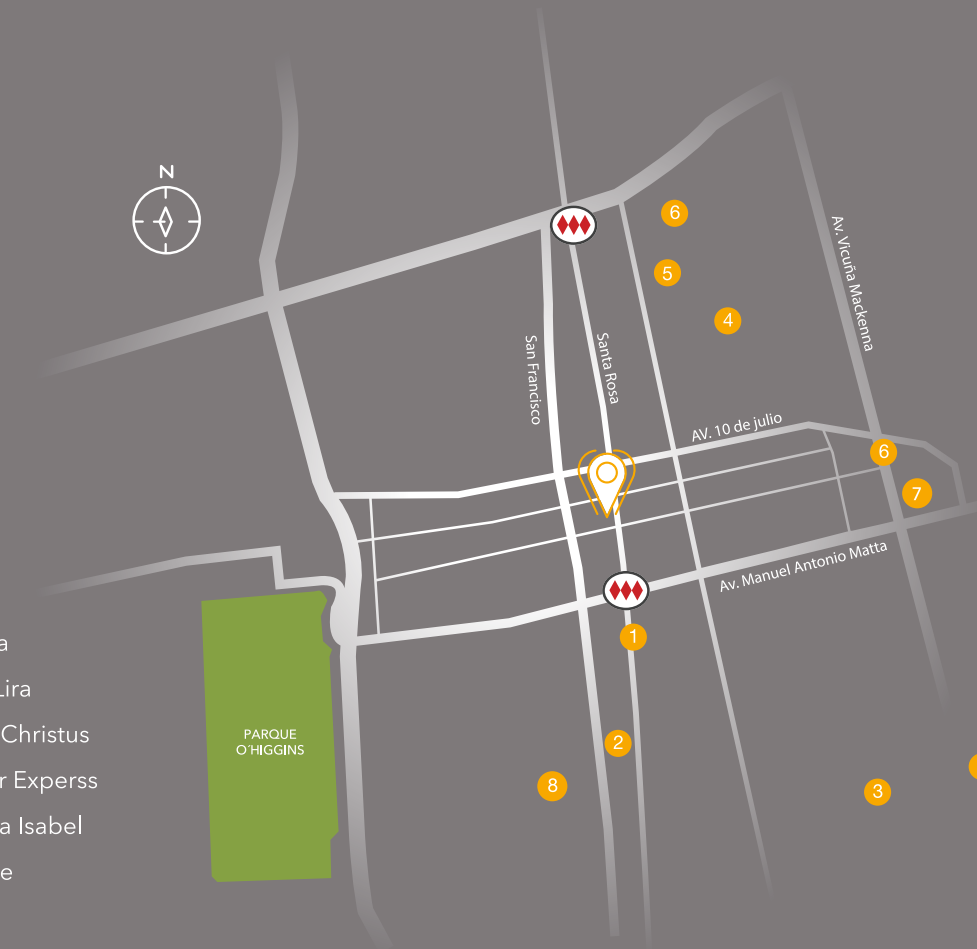 N
6
5
4
Av. Vicuña Mackenna
San Francisco
Santa Rosa
AV. 10 de julio
6
7
Av. Manuel Antonio Matta
1
a
Lira
Christus
r Experss
a Isabel
e
PARQUE
O´HIGGINS
2
8
3